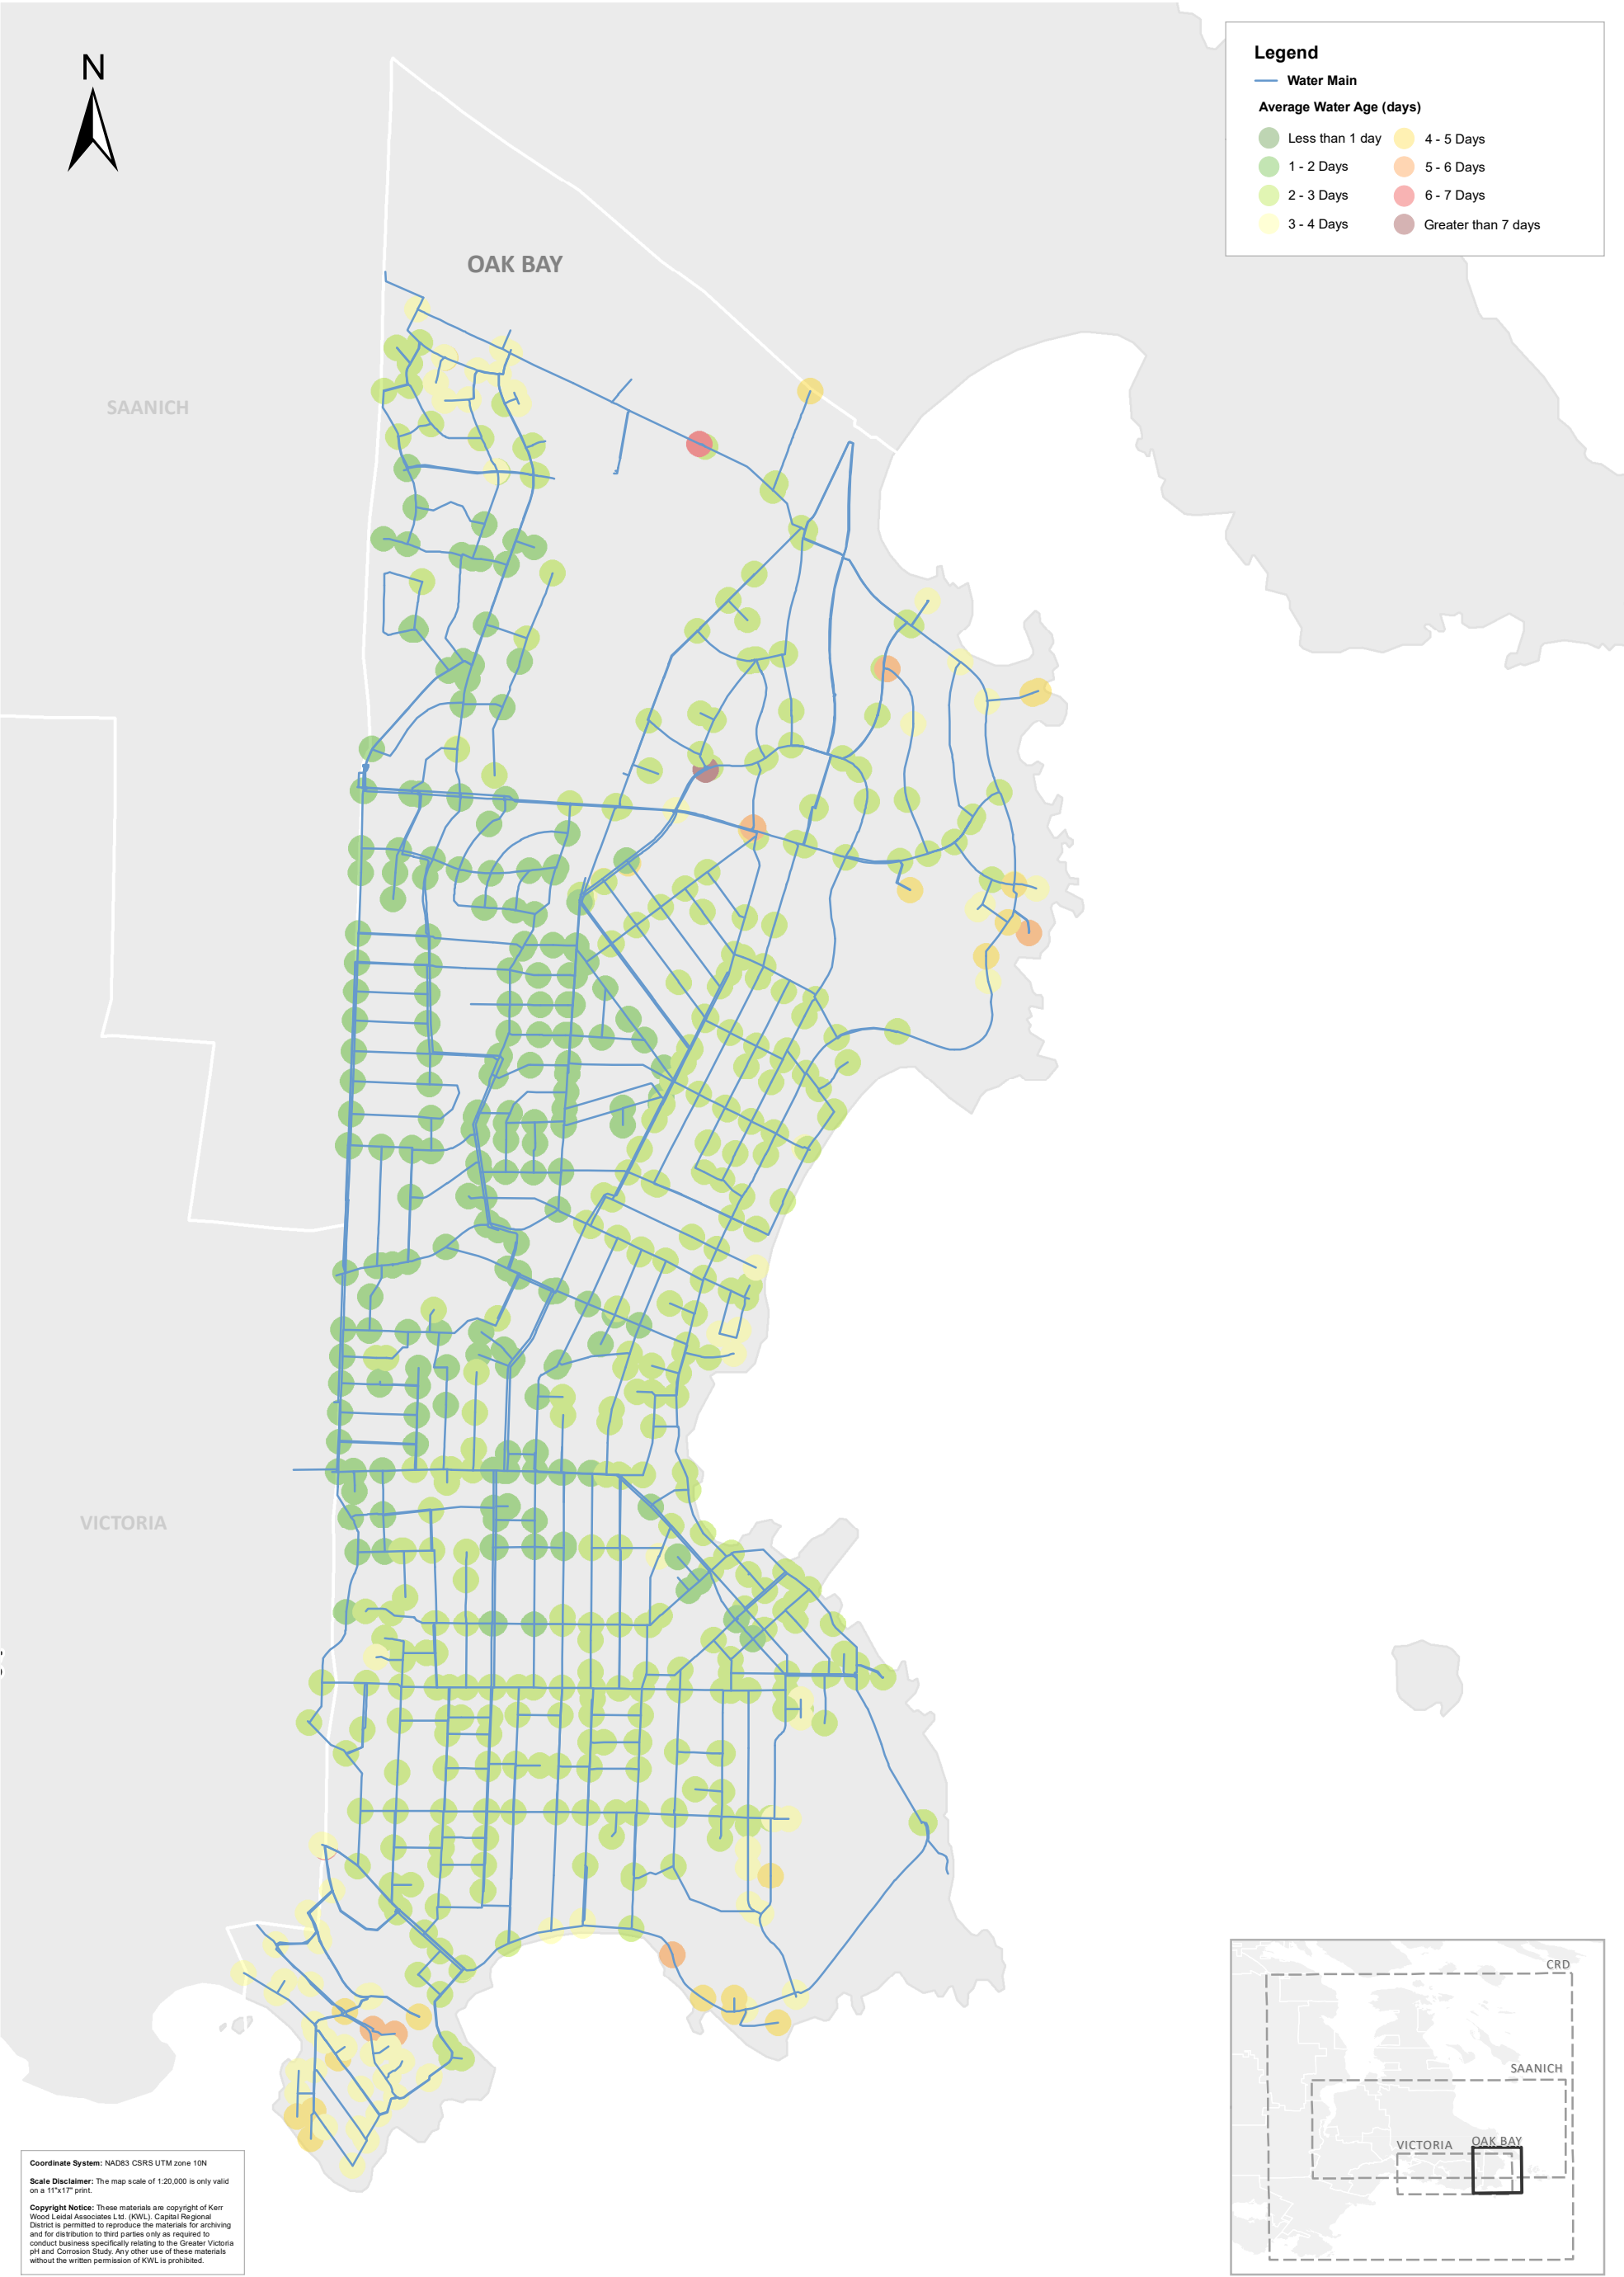 N
Legend
Water Main
Average Water Age (days)
Less than 1 day
1 - 2 Days
2 - 3 Days
3 - 4 Days
4 - 5 Days
5 - 6 Days
6 - 7 Days
Greater than 7 days
OAK BAY
SAANICH
VICTORIA
CRD
SAANICH
VICTORIA
OAK BAY
Coordinate System: NAD83 CSRS UTM zone 10N
Scale Disclaimer: The map scale of 1:20,000 is only valid
on a 11"x17" print.
Copyright Notice: These materials are copyright of Kerr
Wood Leidal Associates Ltd. (KWL). Capital Regional
District is permitted to reproduce the materials for archiving
and for distribution to third parties only as required to
conduct business specifically relating to the Greater Victoria
pH and Corrosion Study. Any other use of these materials
without the written permission of KWL is prohibited.